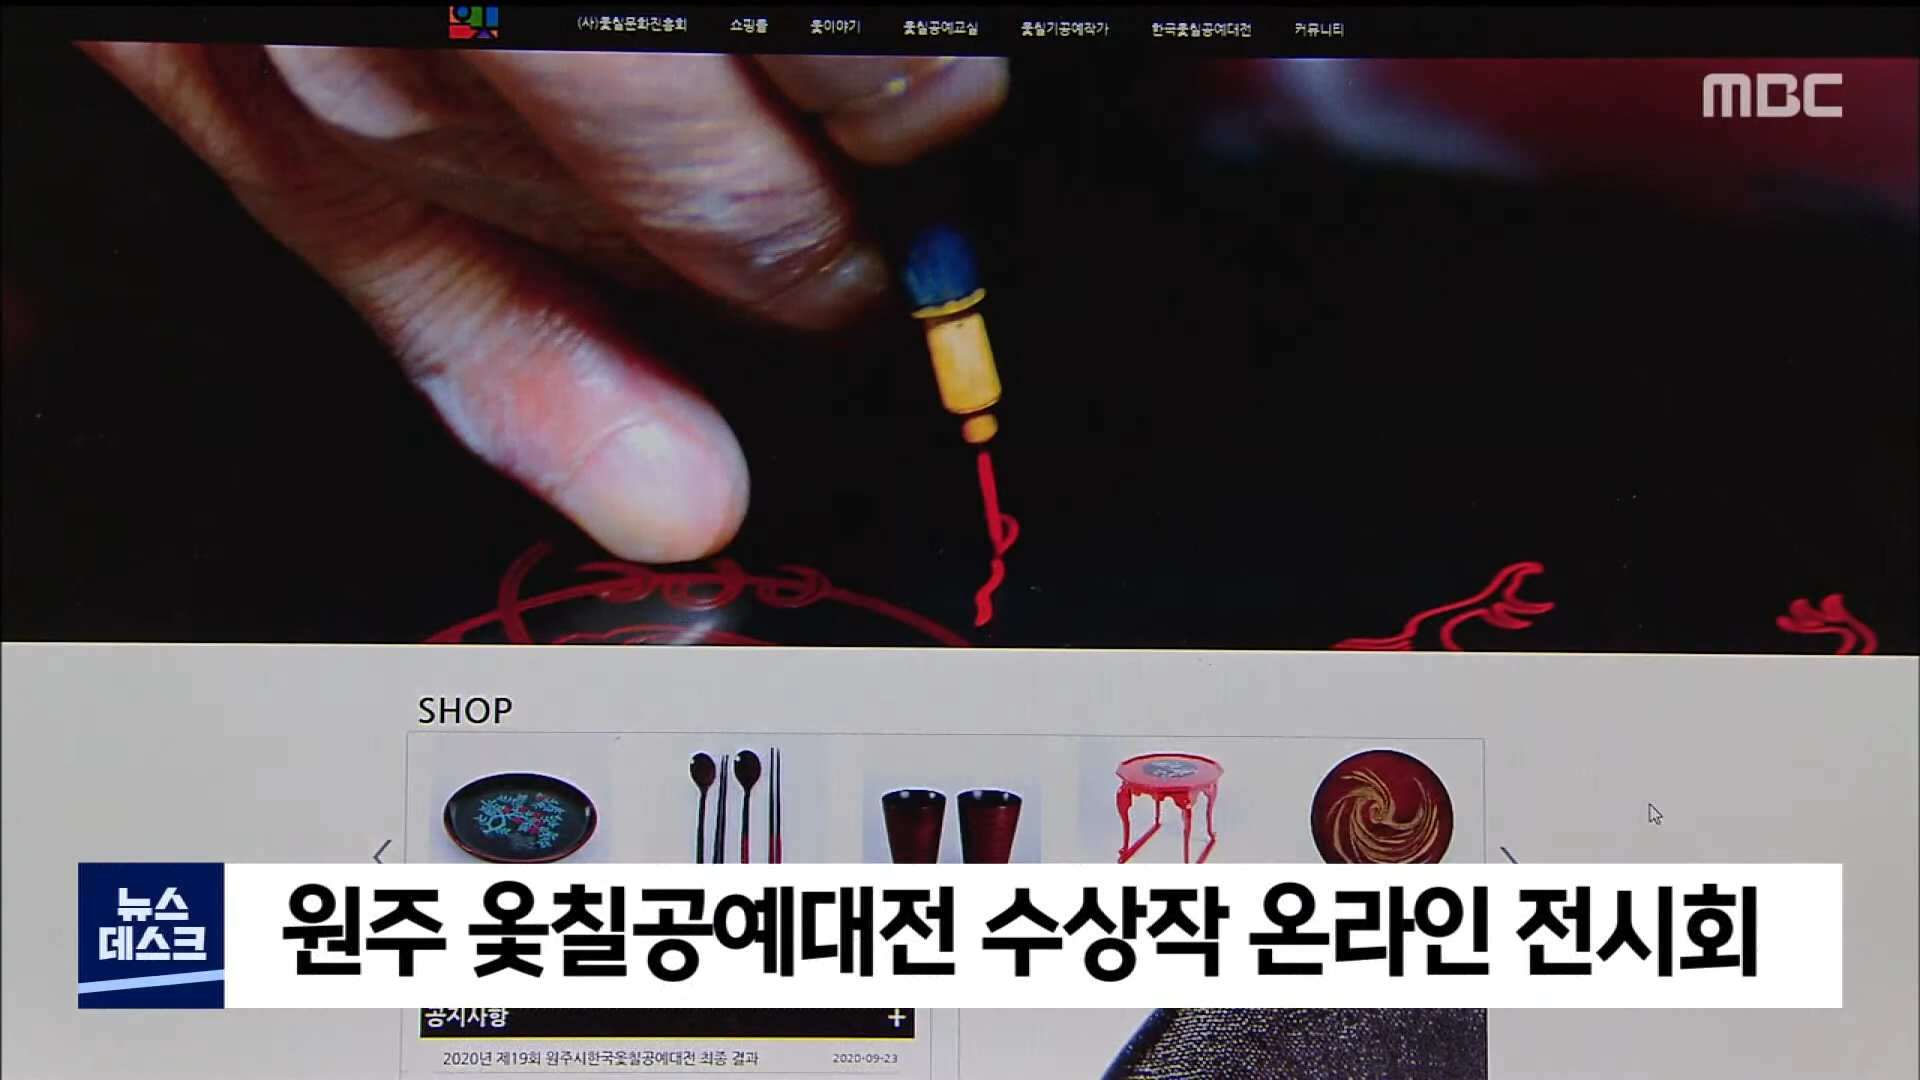 (사)옻칠문화진흥회 쇼핑몰 옻이야기 옻칠공예교실 옻칠기공예작가 한국옻칠공예대전 커뮤니티
MBC
SHOP
뉴스
데스크
원주 옻칠공예대전 수상작 온라인 전시회
공지사항 +
2020년 제19회 원주시한국옻칠공예대전 최종 결과 2020-09-23